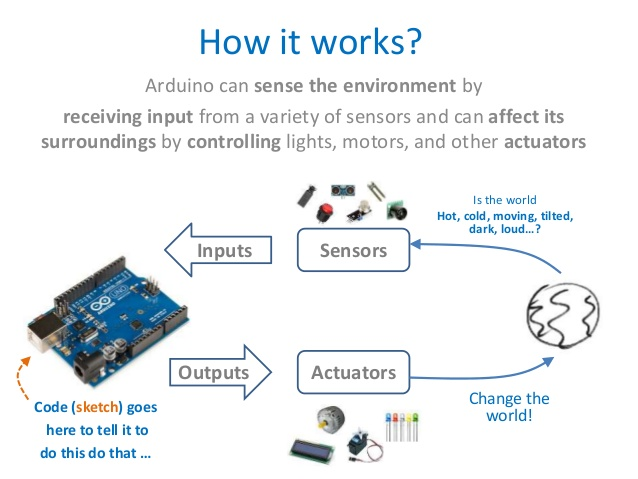 How it works?
Arduino can sense the environment by
receiving input from a variety of sensors and can affect its
surroundings by controlling lights, motors, and other actuators
Is the world
Hot, cold, moving, tilted,
dark, loud...?
Inputs
Sensors
UNO
ARDUINO
Outputs
Actuators
Code (sketch) goes
here to tell it to
do this do that ...
Change the
world!